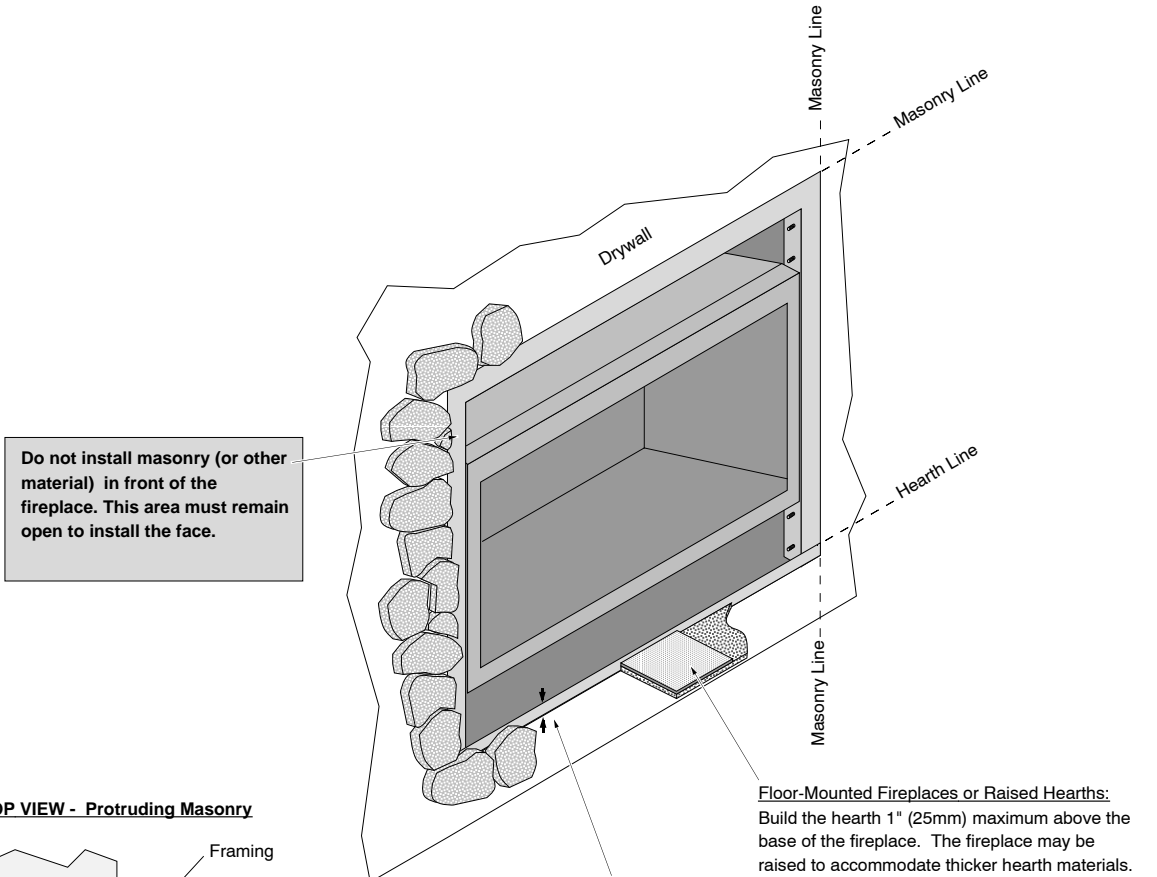 Masonry Line
Masonry Line
Drywall
Hearth Line
Do not install masonry (or other
material) in front of the
fireplace. This area must remain
open to install the face.
Masonry Line
Floor-Mounted Fireplaces or Raised Hearths:
Build the hearth 1" (25mm) maximum above the
base of the fireplace. The fireplace may be
raised to accommodate thicker hearth materials.
OP VIEW - Protruding Masonry
Framing